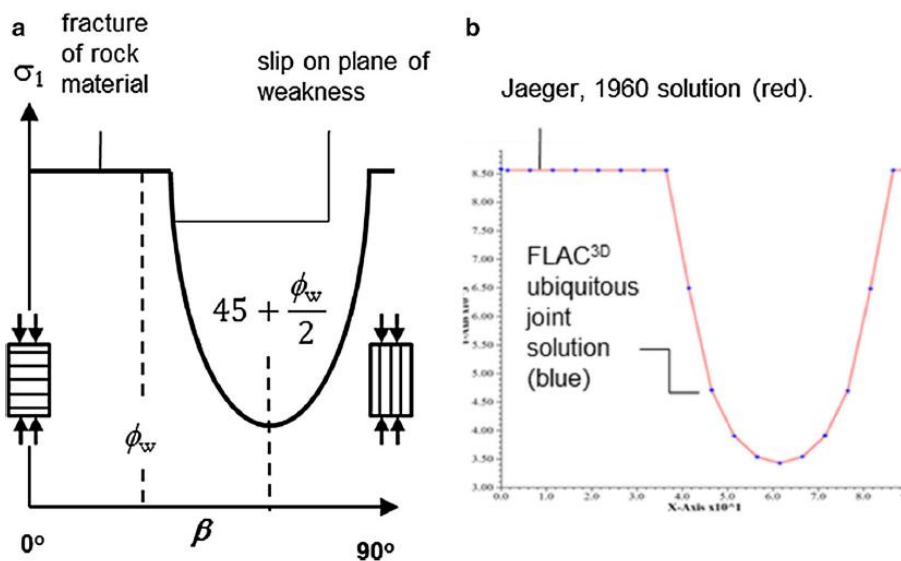 a
fracture
of rock
material
σ1
slip on plane of
weakness
45 + ϕw/2
ϕw
0°
β
90°
b
Jaeger, 1960 solution (red).
8.50
7.50
7.00
6.50
6.00
5.50
5.00
4.50
4.00
3.50
3.00
FLAC3D
ubiquitous
joint
solution
(blue)
0.0 1.0 2.0 3.0 4.0 5.0 6.0 7.0 8.0
X-Axis x10^1